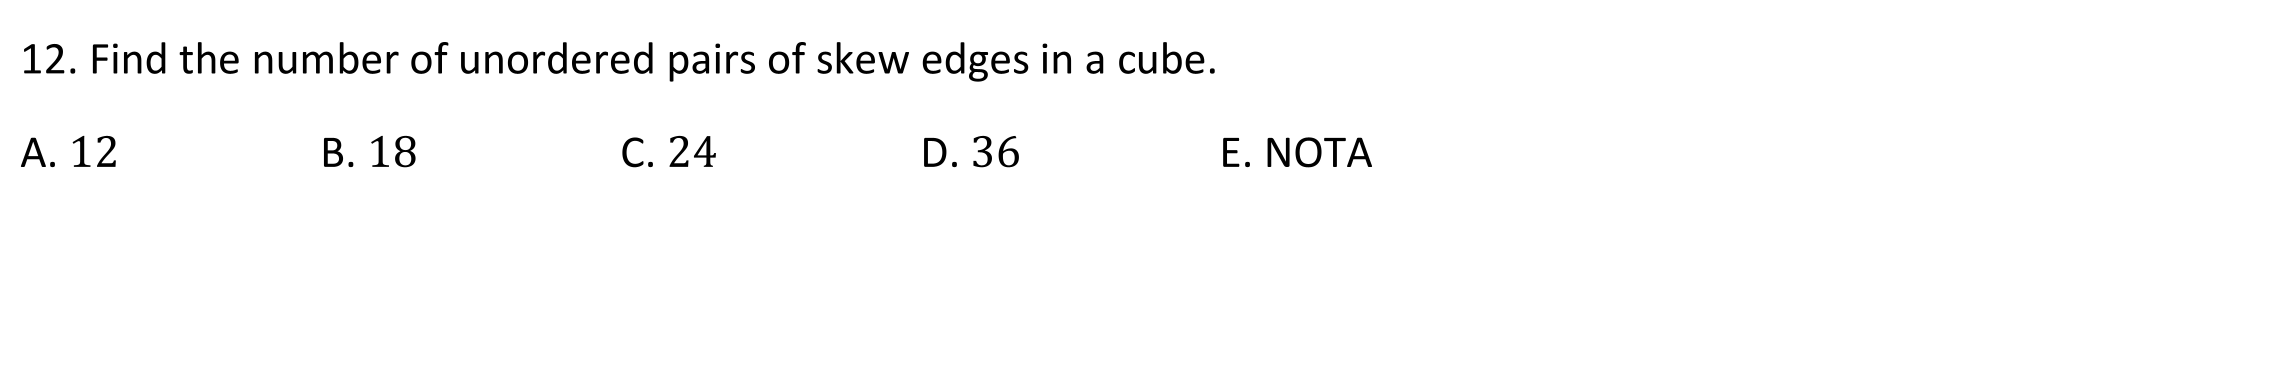 12. Find the number of unordered pairs of skew edges in a cube.
A. 12 B. 18 C. 24 D. 36 E. NOTA